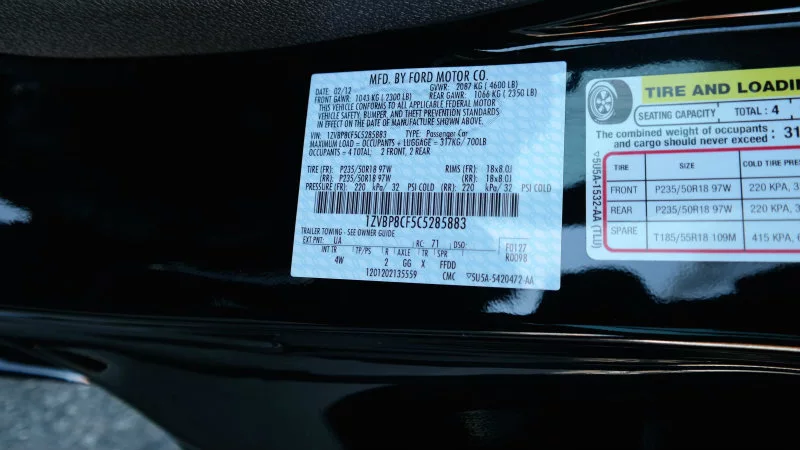 MFD. BY FORD MOTOR CO.
DATE: 02/12 GVWR: 2087 KG (4600 LB)
FRONT GAWR: 1043 KG (2300 LB) REAR GAWR: 1066 KG (2350 LB)
THIS VEHICLE CONFORMS TO ALL APPLICABLE FEDERAL MOTOR
VEHICLE SAFETY, BUMPER, AND THEFT PREVENTION STANDARDS
IN EFFECT ON THE DATE OF MANUFACTURE SHOWN ABOVE.
VIN: 1ZVBP8CF5C5285883 TYPE: Passenger Car
MAXIMUM LOAD = OCCUPANTS + LUGGAGE = 317KG/ 700LB
OCCUPANTS = 4 TOTAL: 2 FRONT, 2 REAR
TIRE (FR): P235/50R18 97W RIMS (FR): 18x8.0J
(RR): P235/50R18 97W (RR): 18x8.0J
PRESSURE (FR): 220 kPa/ 32 PSI COLD (RR): 220 kPa/ 32 PSI COLD
1ZVBP8CF5C5285883
TRAILER TOWING - SEE OWNER GUIDE
EXT PNT: UA RC: 71 DSO: F0127
INT TR TP/PS R AXLE TR SPR R0098
4W 2 GG X FFDD
1201202135559 CMC 5U5A-5420472-AA
5U5A-1532-AA (TLU)
TIRE AND LOADI
SEATING CAPACITY TOTAL : 4
The combined weight of occupants
and cargo should never exceed : 31
TIRE SIZE COLD TIRE PRES
FRONT P235/50R18 97W 220 KPA, 3
REAR P235/50R18 97W 220 KPA, 3
SPARE T185/55R18 109M 415 KPA, 6